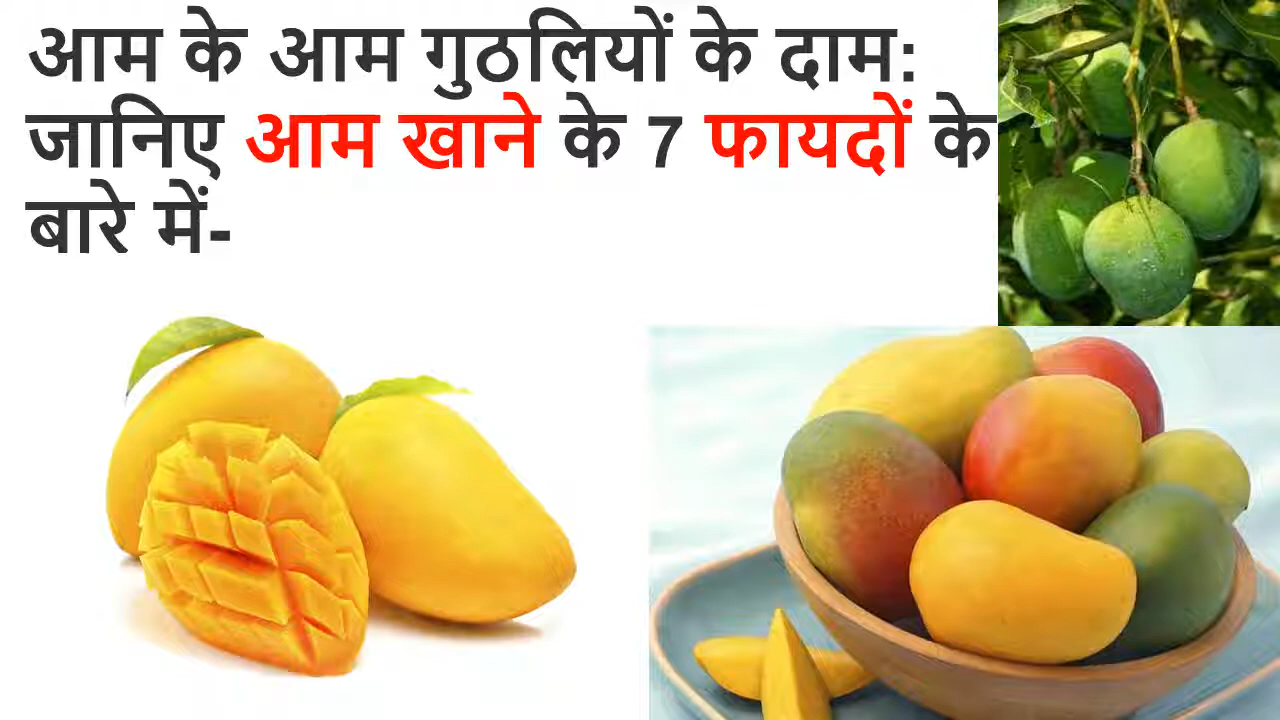 आम के आम गुठलियों के दाम:
जानिए आम खाने के 7 फायदों के
बारे में-